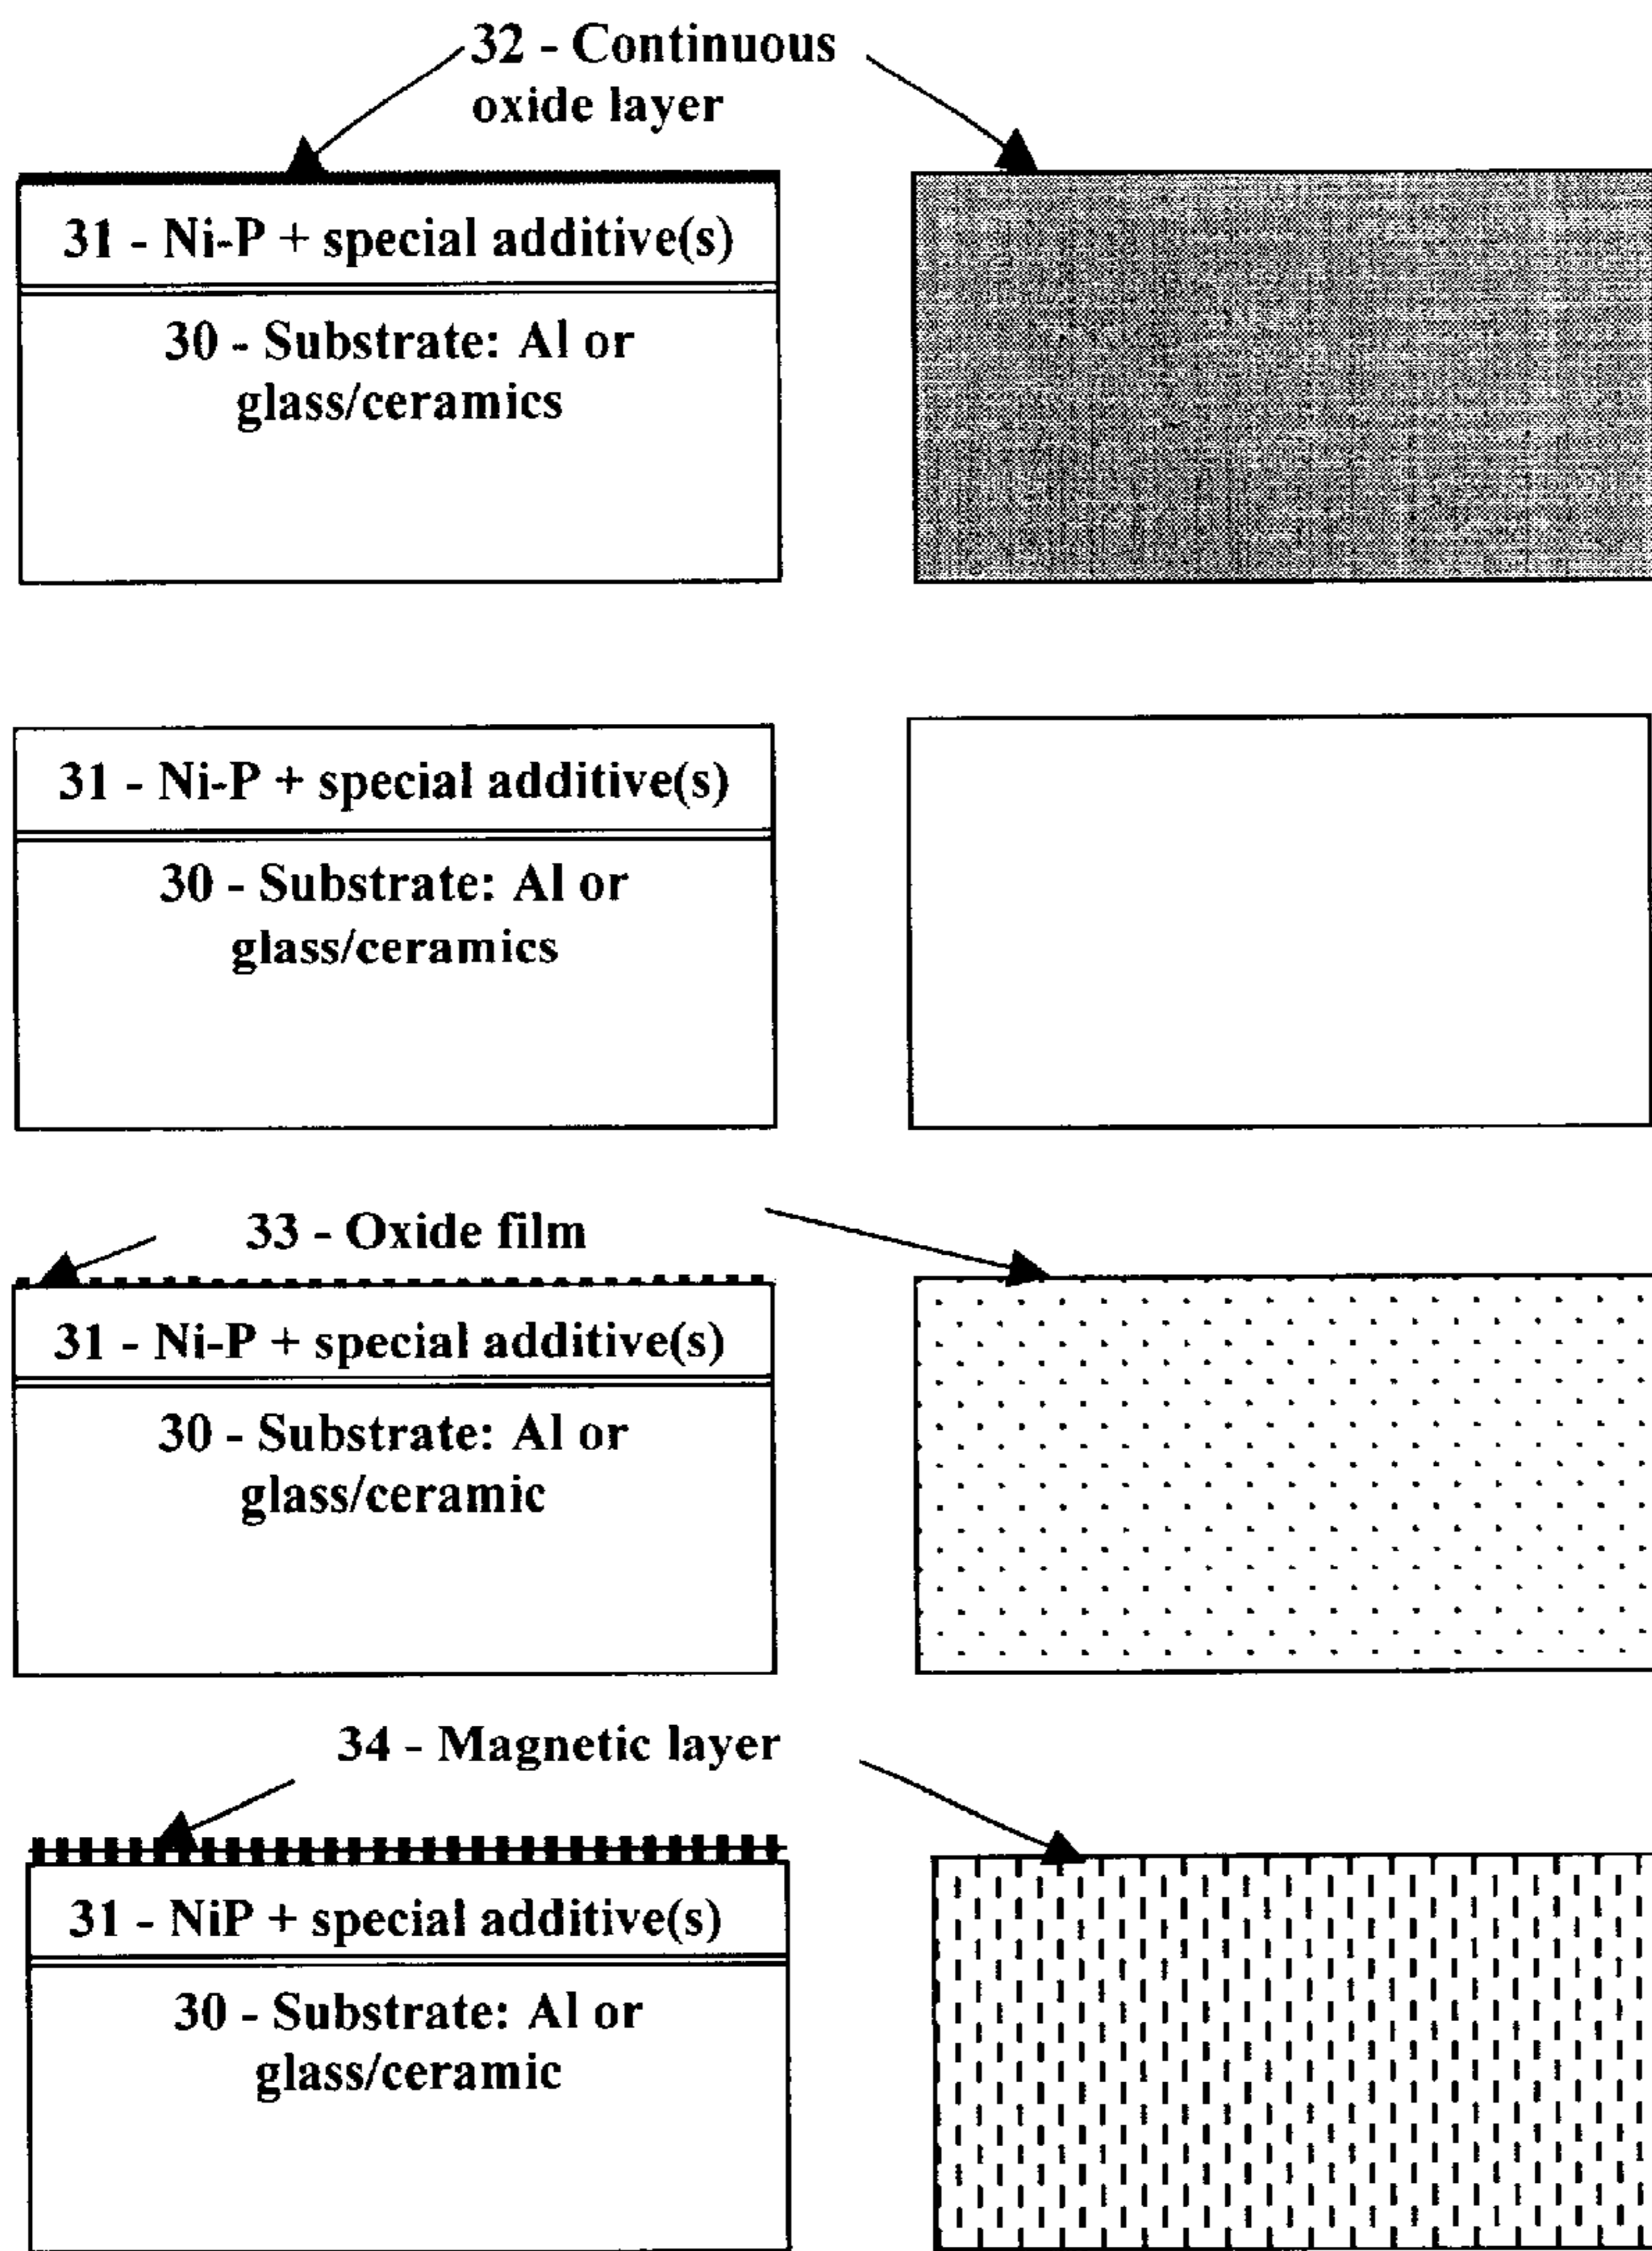 32 - Continuous
oxide layer
31 - Ni-P + special additive(s)
30 - Substrate: Al or
glass/ceramics
31 - Ni-P + special additive(s)
30 - Substrate: Al or
glass/ceramics
33 - Oxide film
31 - Ni-P + special additive(s)
30 - Substrate: Al or
glass/ceramic
34 - Magnetic layer
31 - NiP + special additive(s)
30 - Substrate: Al or
glass/ceramic